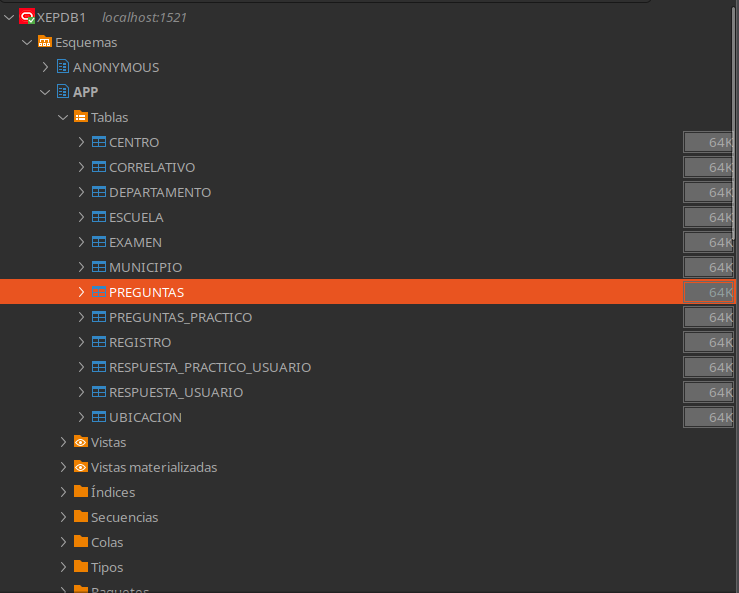 XEPDB1 localhost:1521
Esquemas
ANONYMOUS
APP
Tablas
CENTRO 64K
CORRELATIVO 64K
DEPARTAMENTO 64K
ESCUELA 64K
EXAMEN 64K
MUNICIPIO 64K
PREGUNTAS 64K
PREGUNTAS_PRACTICO 64K
REGISTRO 64K
RESPUESTA_PRACTICO_USUARIO 64K
RESPUESTA_USUARIO 64K
UBICACION 64K
Vistas
Vistas materializadas
Índices
Secuencias
Colas
Tipos
Paquetes